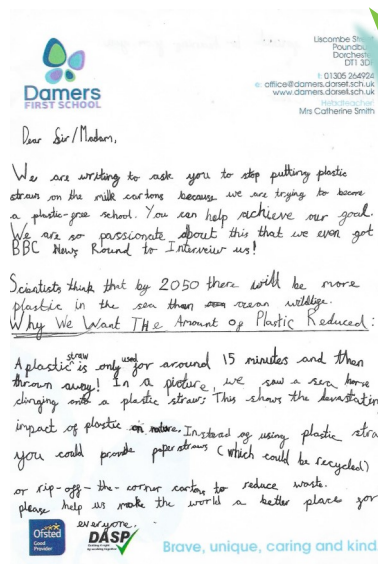 Liscombe St
Poundbu
Dorcheste
DT1 3D
Damers
FIRST SCHOOL
t: 01305 264924
e: office@damers.dorset.sch.uk
www.damers.dorset.sch.uk
Headteacher
Mrs Catherine Smith
Dear Sir/Madam,
We are writing to ask you to stop putting plastic
straws on the milk cartons because we are trying to become
a plastic-free school. You can help achieve our goal.
We are so passionate about this that we even got
BBC News Round to Interview us!
Scientists think that by 2050 there will be more
plastic in the sea than ocean wildlife.
Why We Want THe Amount of Plastic Reduced:
A plastic straw is only used for around 15 minutes and then
thrown away! In a picture, we saw a sea horse
clinging onto a plastic straw; This shows the devastatin
impact of plastic on nature. Instead of using plastic stra
you could provide paper straws (which could be recycled)
or rip-off-the-corner cartons to reduce waste.
please help us make the world a better place for
everyone.
Ofsted
Good
Provider
DASP
Brave, unique, caring and kind